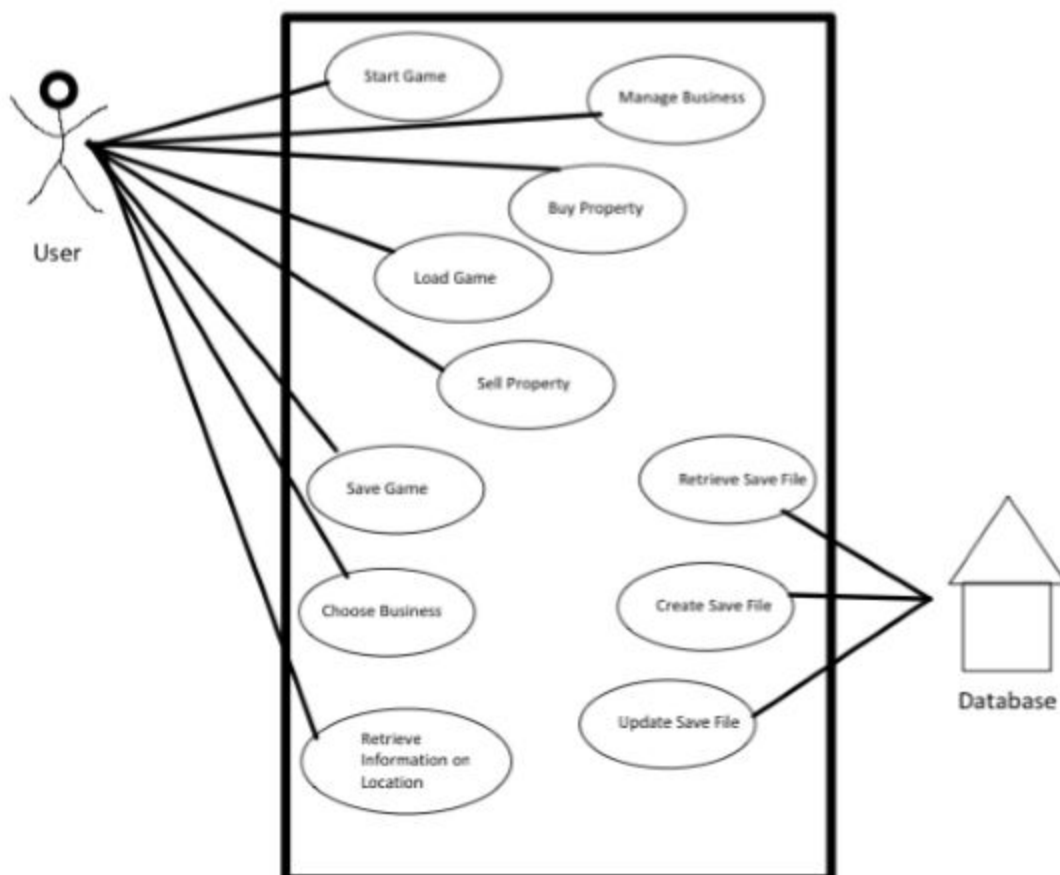 Start Game
Manage Business
Buy Property
User
Load Game
Sell Property
Retrieve Save File
Save Game
Create Save File
Choose Business
Database
Update Save File
Retrieve
Information on
Location